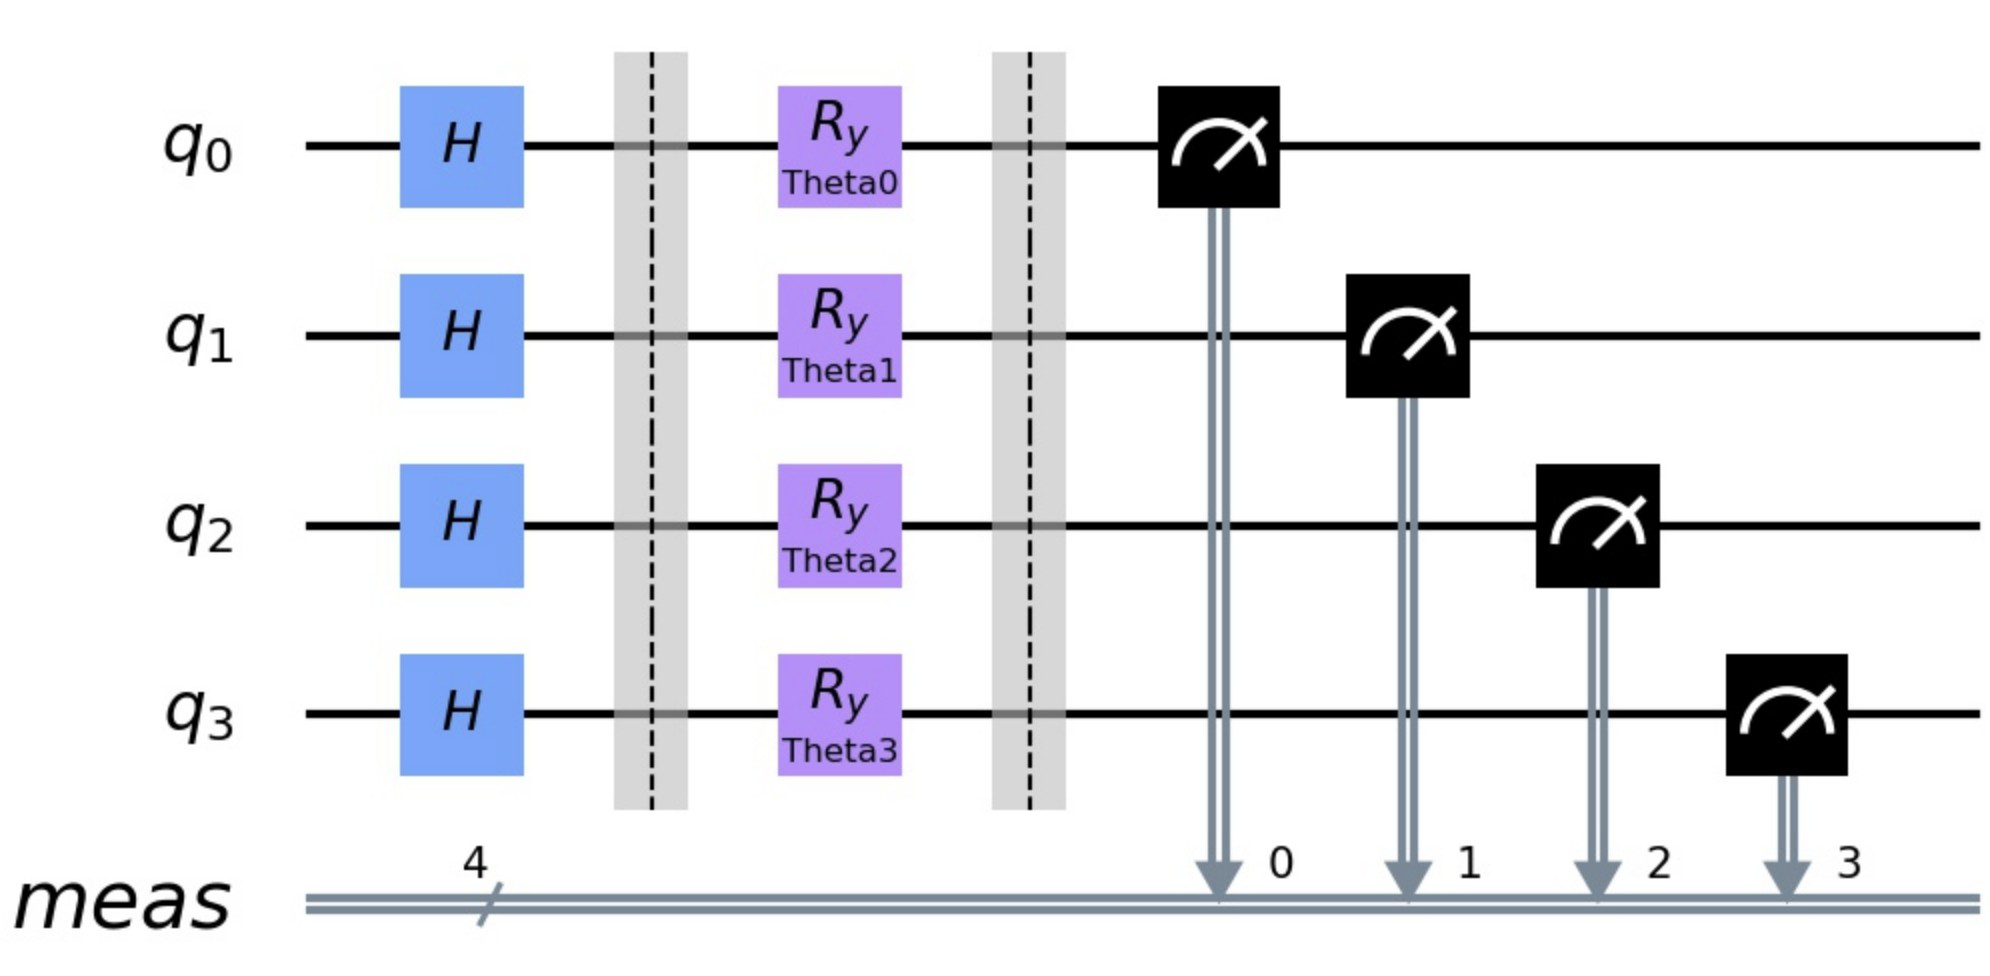 q0 H Ry
Theta0
q1 H Ry
Theta1
q2 H Ry
Theta2
q3 H Ry
Theta3
4 0 1 2 3
meas